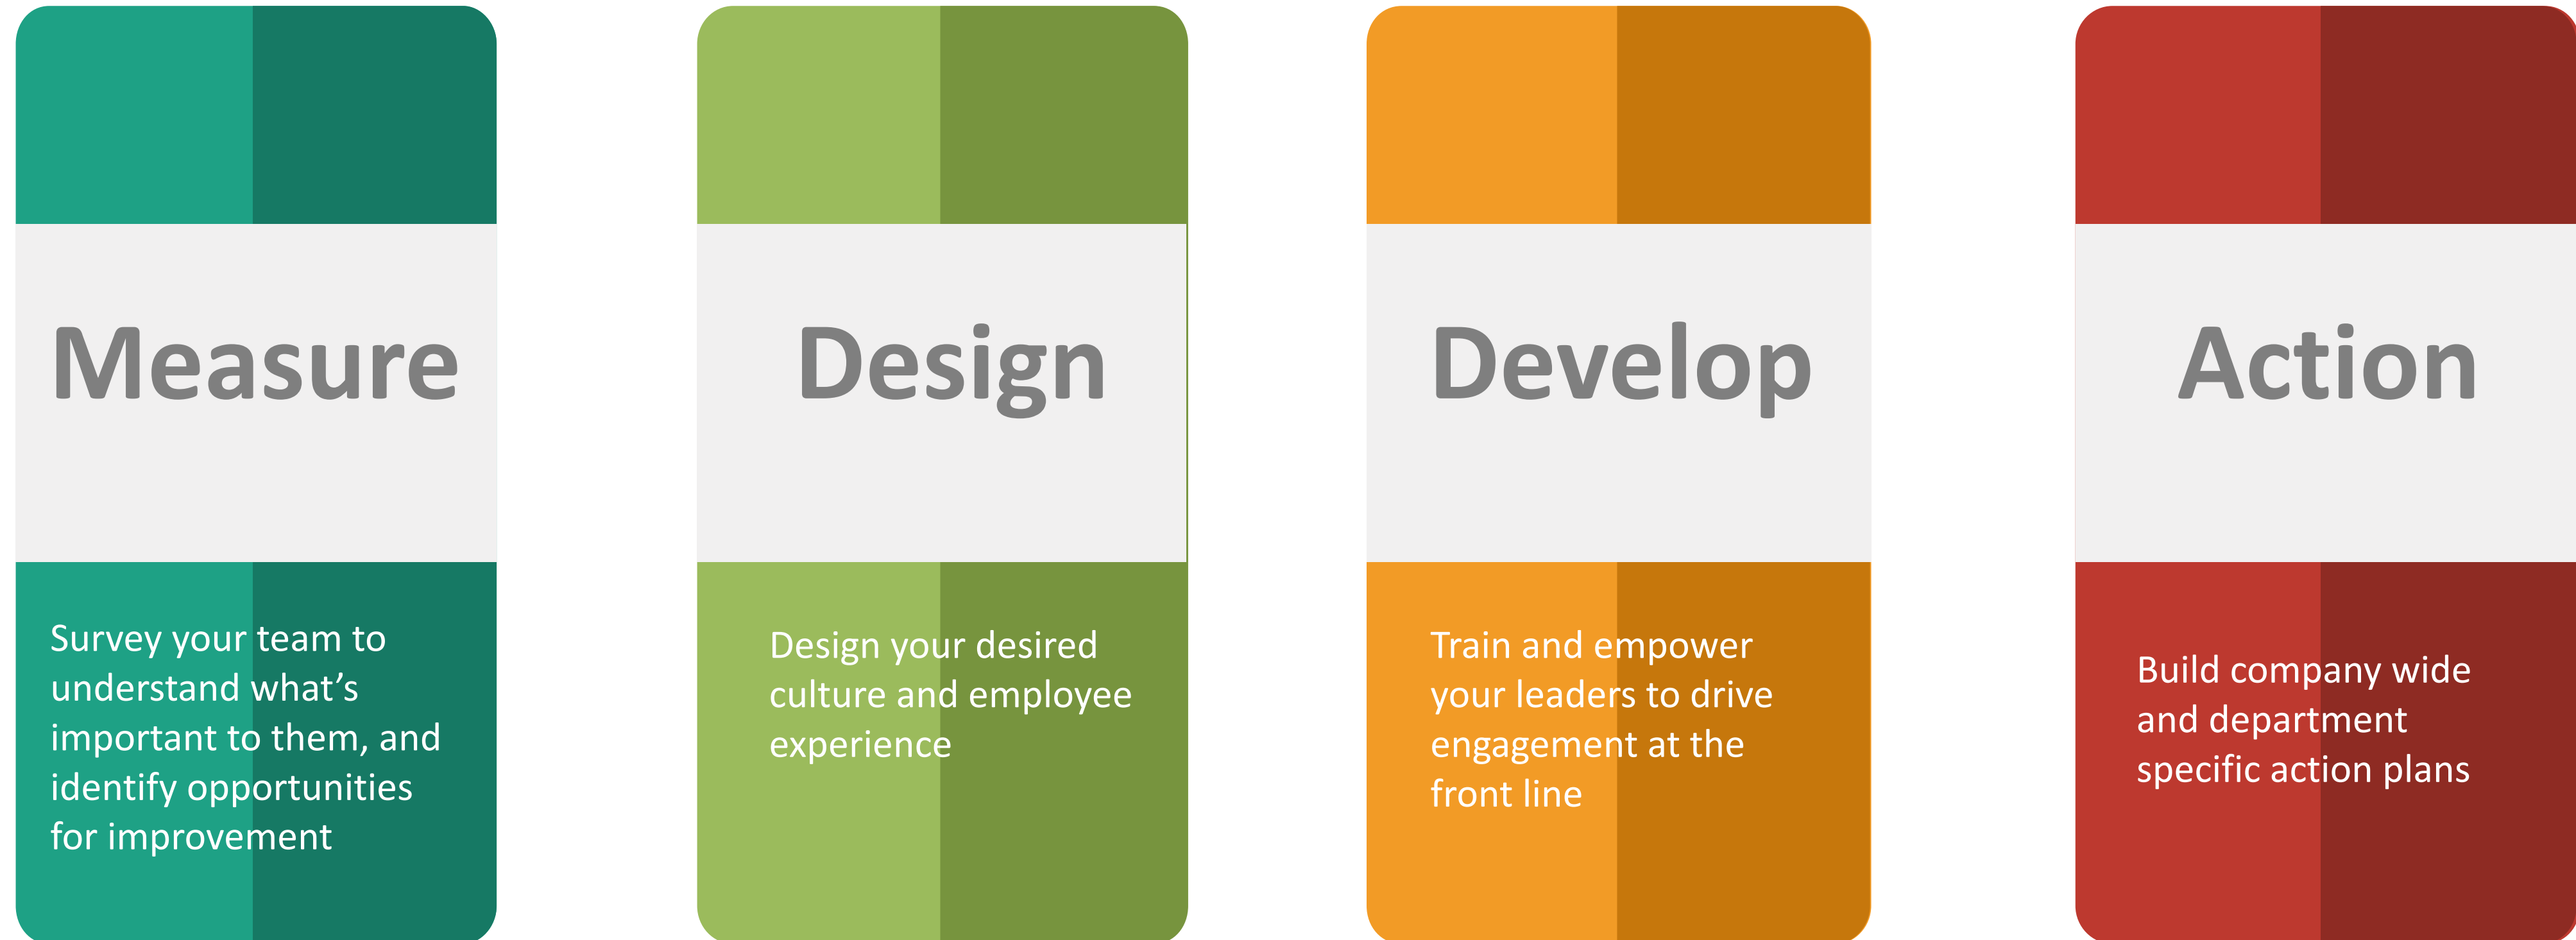 Measure
Survey your team to
understand what’s
important to them, and
identify opportunities
for improvement
Design
Design your desired
culture and employee
experience
Develop
Train and empower
your leaders to drive
engagement at the
front line
Action
Build company wide
and department
specific action plans